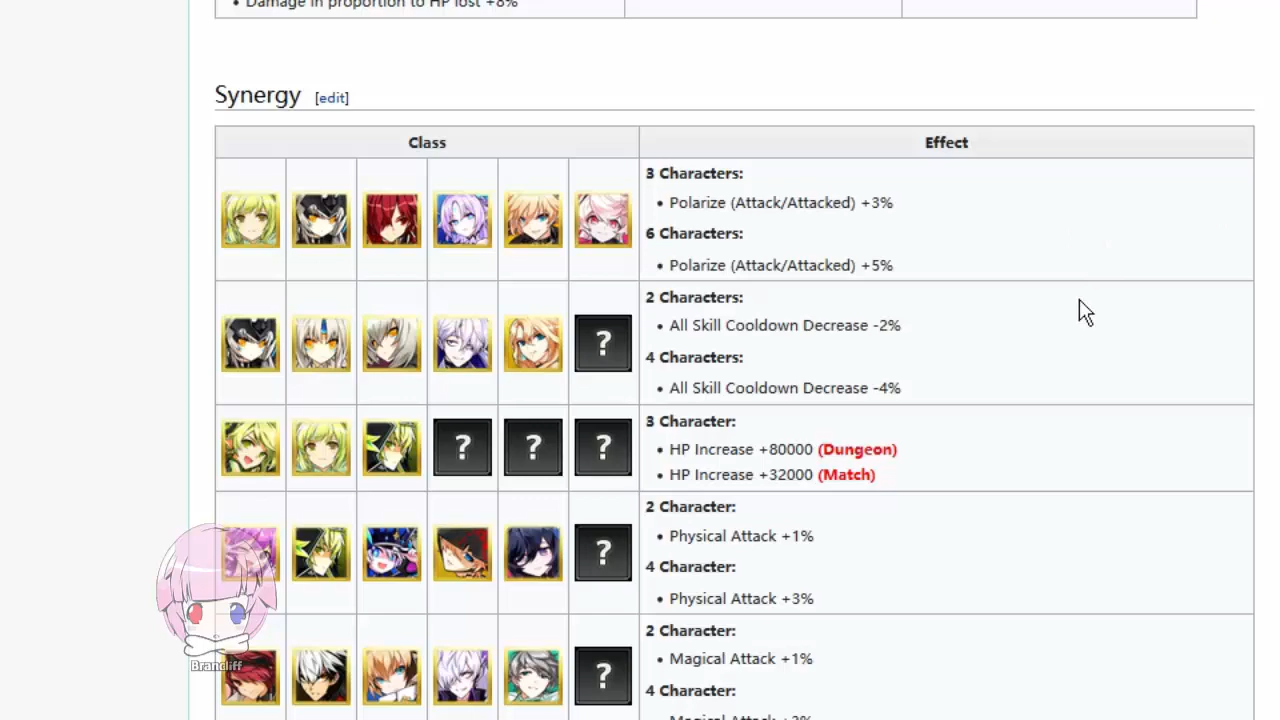 • Damage in proportion to HP lost +8%
Synergy [edit]
Class Effect
3 Characters:
• Polarize (Attack/Attacked) +3%
6 Characters:
• Polarize (Attack/Attacked) +5%
2 Characters:
• All Skill Cooldown Decrease -2%
4 Characters:
• All Skill Cooldown Decrease -4%
?
3 Character:
• HP Increase +80000 (Dungeon)
• HP Increase +32000 (Match)
? ? ?
2 Character:
• Physical Attack +1%
4 Character:
• Physical Attack +3%
?
2 Character:
• Magical Attack +1%
4 Character:
Magical Attack +3%
?
Brandiff